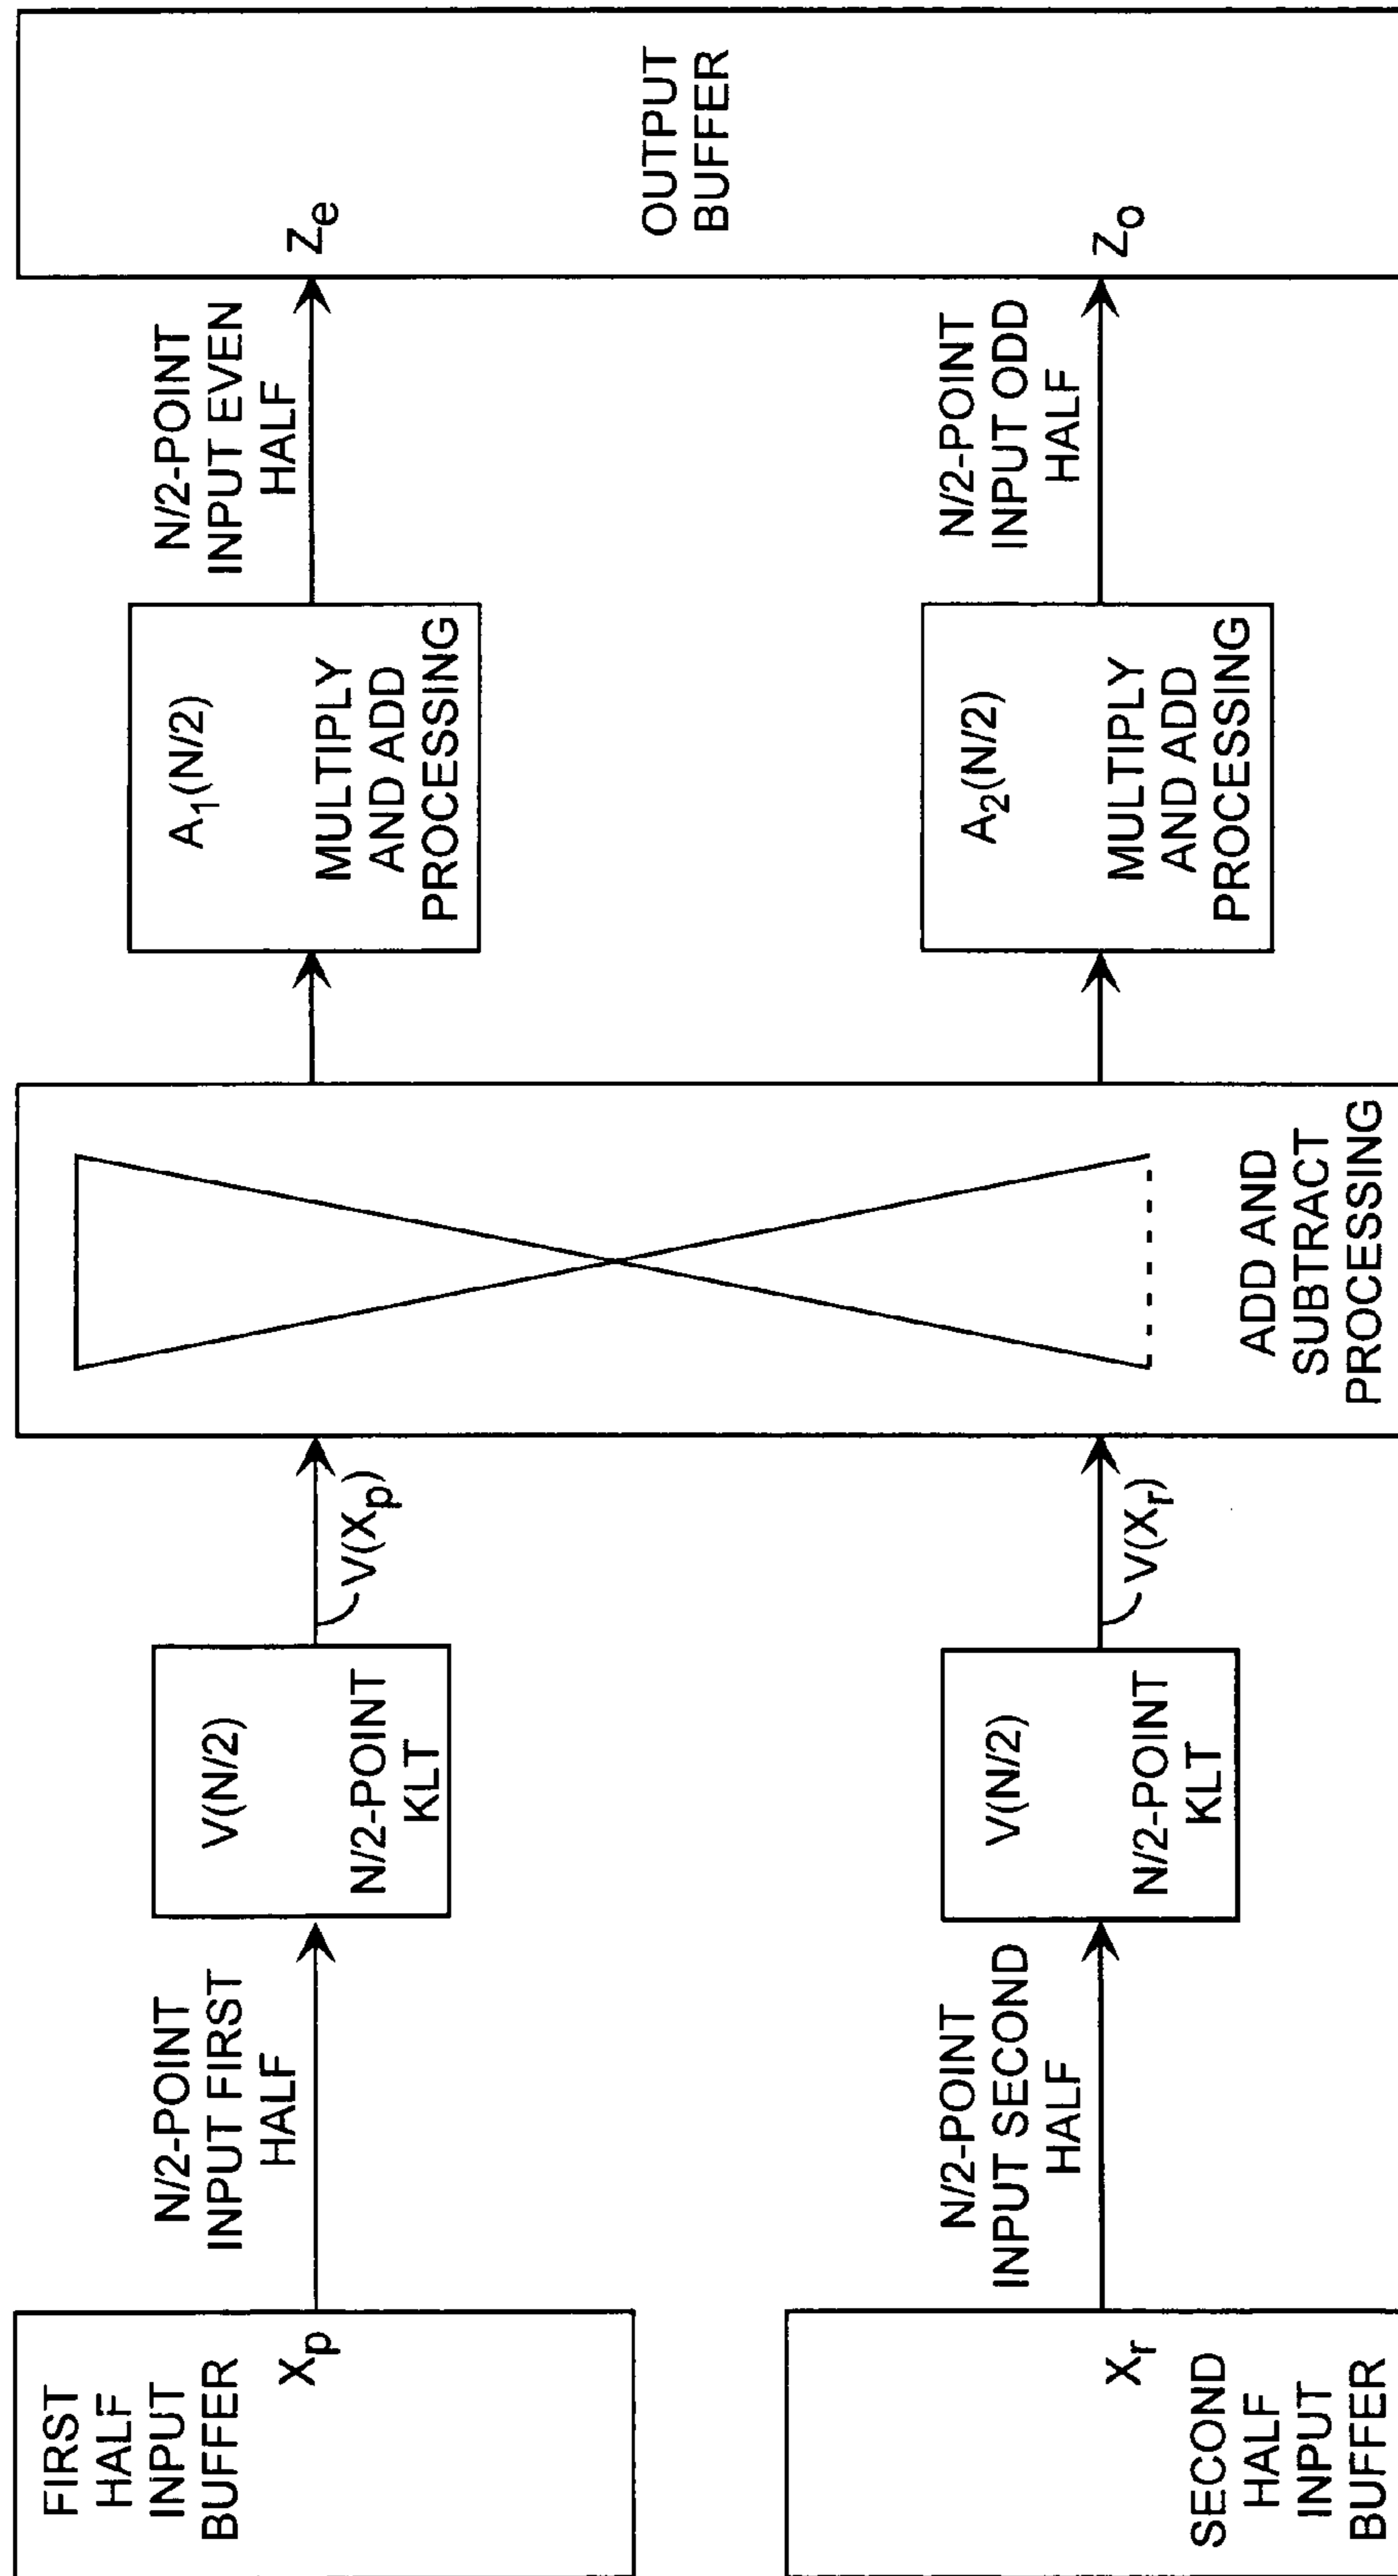 FIRST
HALF
INPUT
BUFFER
Xp
N/2-POINT
INPUT FIRST
HALF
V(N/2)
N/2-POINT
KLT
V(Xp)
SECOND
HALF
INPUT
BUFFER
Xr
N/2-POINT
INPUT SECOND
HALF
V(N/2)
N/2-POINT
KLT
V(Xr)
ADD AND
SUBTRACT
PROCESSING
A1(N/2)
MULTIPLY
AND ADD
PROCESSING
N/2-POINT
INPUT EVEN
HALF
Ze
A2(N/2)
MULTIPLY
AND ADD
PROCESSING
N/2-POINT
INPUT ODD
HALF
Zo
OUTPUT
BUFFER